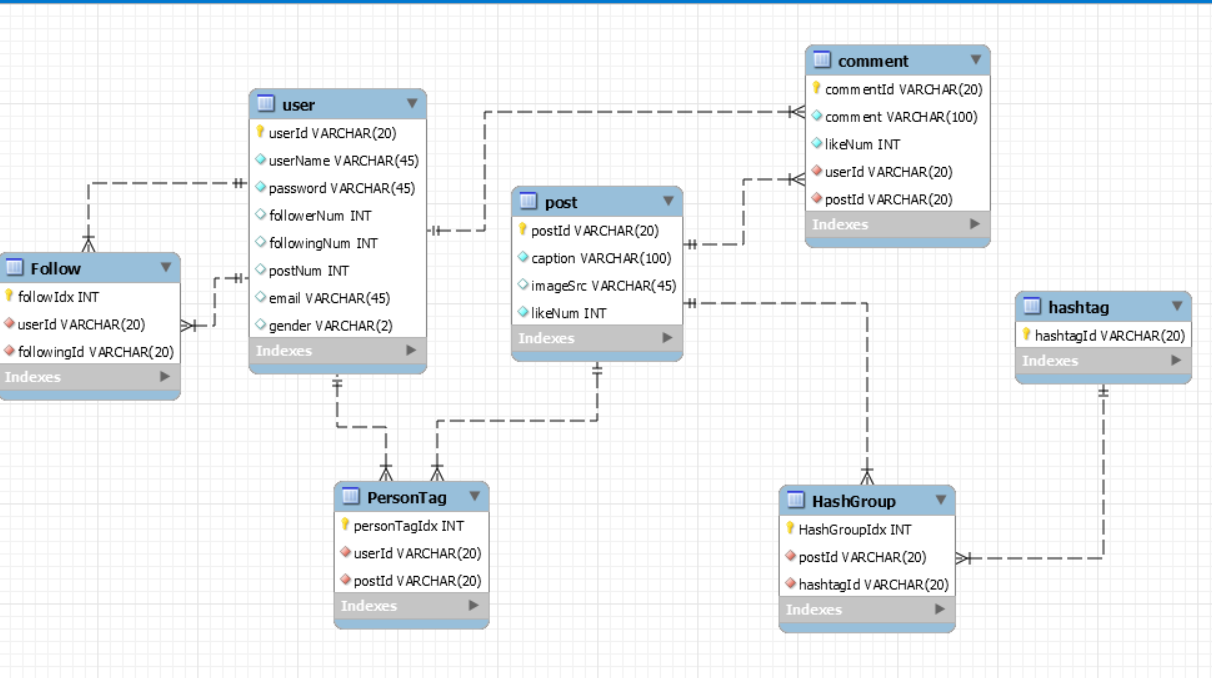 user
userId VARCHAR(20)
userName VARCHAR(45)
password VARCHAR(45)
followerNum INT
followingNum INT
postNum INT
email VARCHAR(45)
gender VARCHAR(2)
Indexes
Follow
followIdx INT
userId VARCHAR(20)
followingId VARCHAR(20)
Indexes
post
postId VARCHAR(20)
caption VARCHAR(100)
imageSrc VARCHAR(45)
likeNum INT
Indexes
comment
commentId VARCHAR(20)
comment VARCHAR(100)
likeNum INT
userId VARCHAR(20)
postId VARCHAR(20)
Indexes
hashtag
hashtagId VARCHAR(20)
Indexes
PersonTag
personTagIdx INT
userId VARCHAR(20)
postId VARCHAR(20)
Indexes
HashGroup
HashGroupIdx INT
postId VARCHAR(20)
hashtagId VARCHAR(20)
Indexes